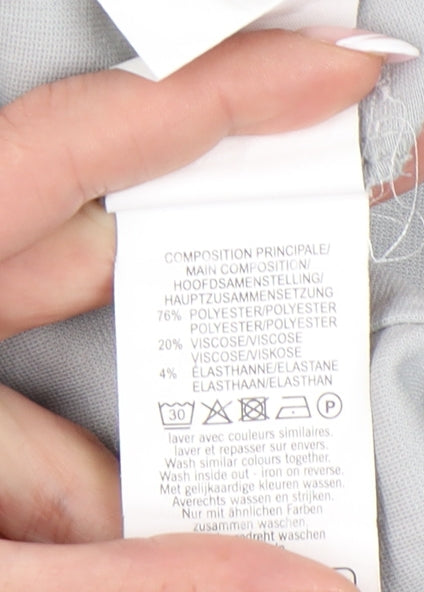 COMPOSITION PRINCIPALE/
MAIN COMPOSITION/
HOOFDSAMENSTELLING/
HAUPTZUSAMMENSETZUNG
76% POLYESTER/POLYESTER
POLYESTER/POLYESTER
20% VISCOSE/VISCOSE
VISCOSE/VISKOSE
4% ÉLASTHANNE/ELASTANE
ELASTHAAN/ELASTHAN
30 P
laver avec couleurs similaires.
laver et repasser sur envers.
Wash similar colours together.
Wash inside out - iron on reverse.
Met gelijkaardige kleuren wassen.
Averechts wassen en strijken.
Nur mit ähnlichen Farben
zusammen waschen.
waschen